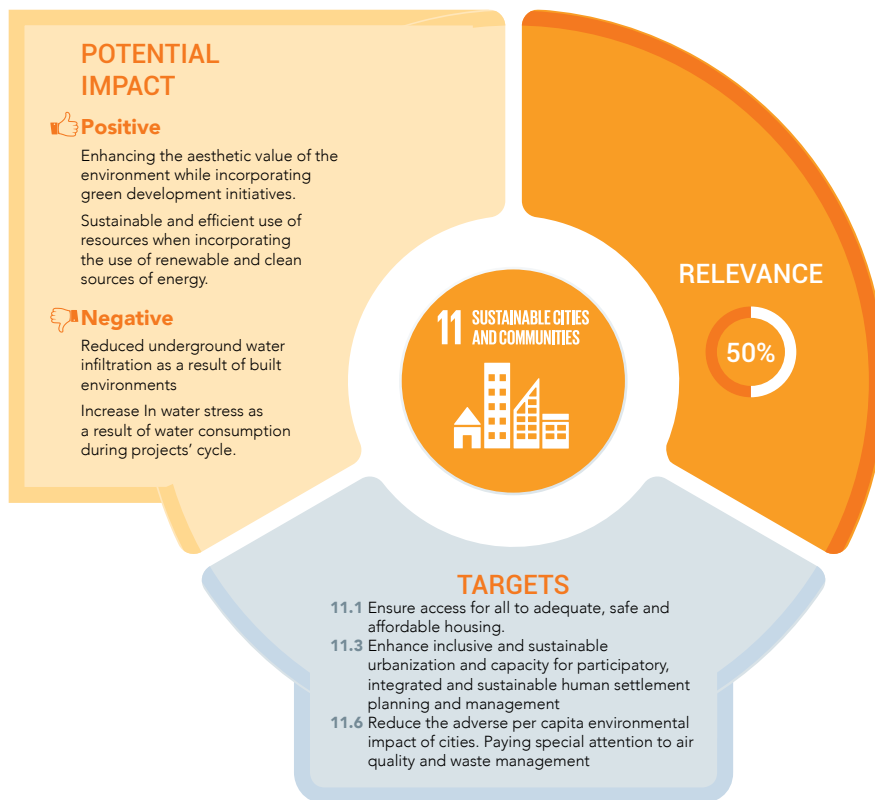 POTENTIAL
IMPACT
Positive
Enhancing the aesthetic value of the
environment while incorporating
green development initiatives.
Sustainable and efficient use of
resources when incorporating
the use of renewable and clean
sources of energy.
Negative
Reduced underground water
infiltration as a result of built
environments
Increase In water stress as
a result of water consumption
during projects’ cycle.
RELEVANCE
50%
11 SUSTAINABLE CITIES
AND COMMUNITIES
TARGETS
11.1 Ensure access for all to adequate, safe and
affordable housing.
11.3 Enhance inclusive and sustainable
urbanization and capacity for participatory,
integrated and sustainable human settlement
planning and management
11.6 Reduce the adverse per capita environmental
impact of cities. Paying special attention to air
quality and waste management